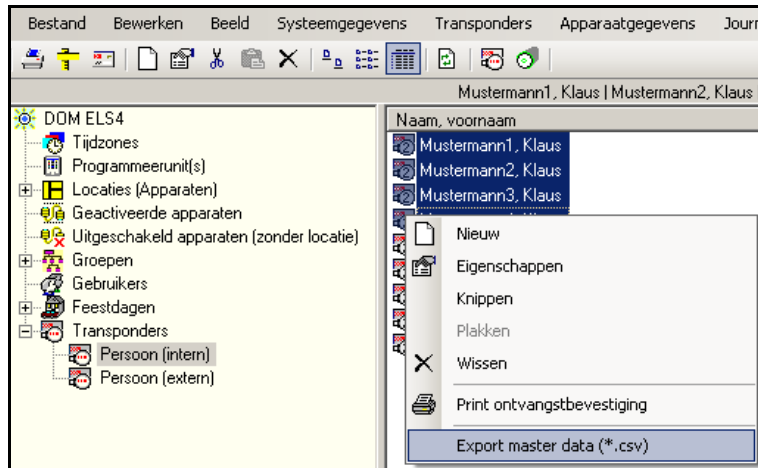 Bestand Bewerken Beeld Systeemgegevens Transponders Apparaatgegevens Jour
Mustermann1, Klaus | Mustermann2, Klaus
DOM ELS4
Tijdzones
Programmeerunit(s)
Locaties (Apparaten)
Geactiveerde apparaten
Uitgeschakeld apparaten (zonder locatie)
Groepen
Gebruikers
Feestdagen
Transponders
Persoon (intern)
Persoon (extern)
Naam, voornaam
Mustermann1, Klaus
Mustermann2, Klaus
Mustermann3, Klaus
Nieuw
Eigenschappen
Knippen
Plakken
Wissen
Print ontvangstbevestiging
Export master data (*.csv)